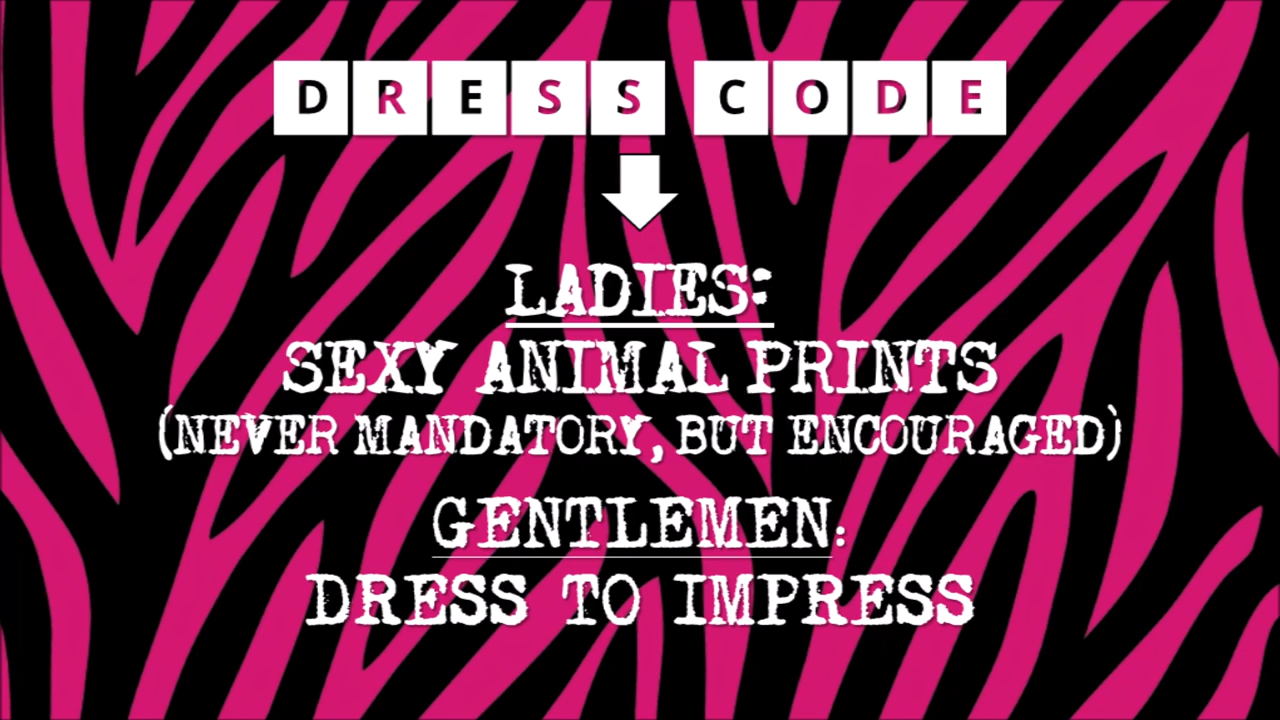 DRESS CODE
LADIES:
SEXY ANIMAL PRINTS
(NEVER MANDATORY, BUT ENCOURAGED)
GENTLEMEN:
DRESS TO IMPRESS